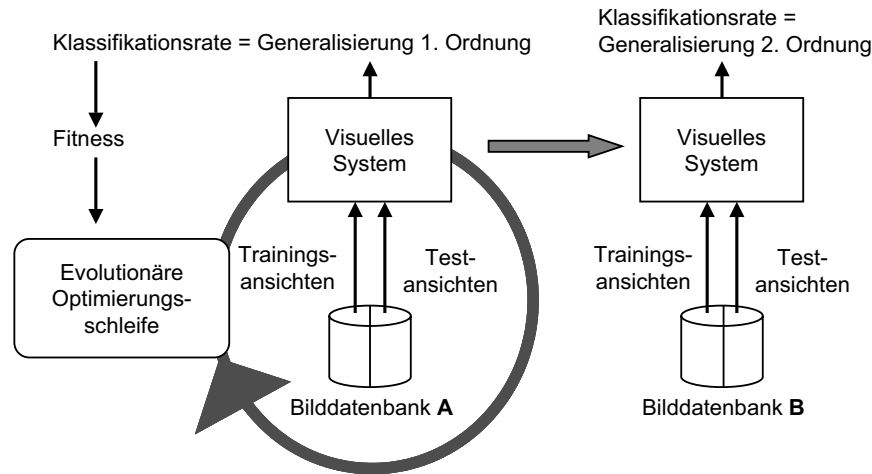 Klassifikationsrate = Generalisierung 1. Ordnung
Fitness
Evolutionäre
Optimierungs-
schleife
Visuelles
System
Trainings-
ansichten
Test-
ansichten
Bilddatenbank A
Klassifikationsrate =
Generalisierung 2. Ordnung
Visuelles
System
Trainings-
ansichten
Test-
ansichten
Bilddatenbank B